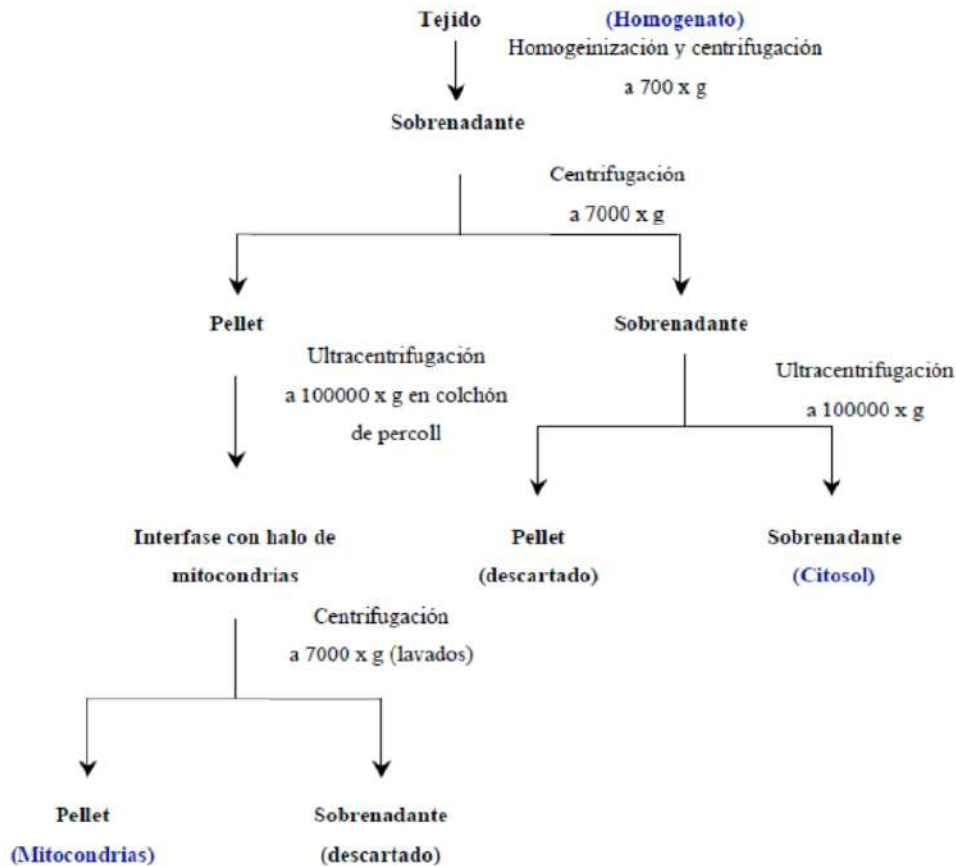 Tejido (Homogenato)
Homogeinización y centrifugación
a 700 x g
Sobrenadante
Centrifugación
a 7000 x g
Pellet
Sobrenadante
Ultracentrifugación
a 100000 x g en colchón
de percoll
Ultracentrifugación
a 100000 x g
Interfase con halo de
mitocondrias
Pellet
(descartado)
Sobrenadante
(Citosol)
Centrifugación
a 7000 x g (lavados)
Pellet
(Mitocondrias)
Sobrenadante
(descartado)